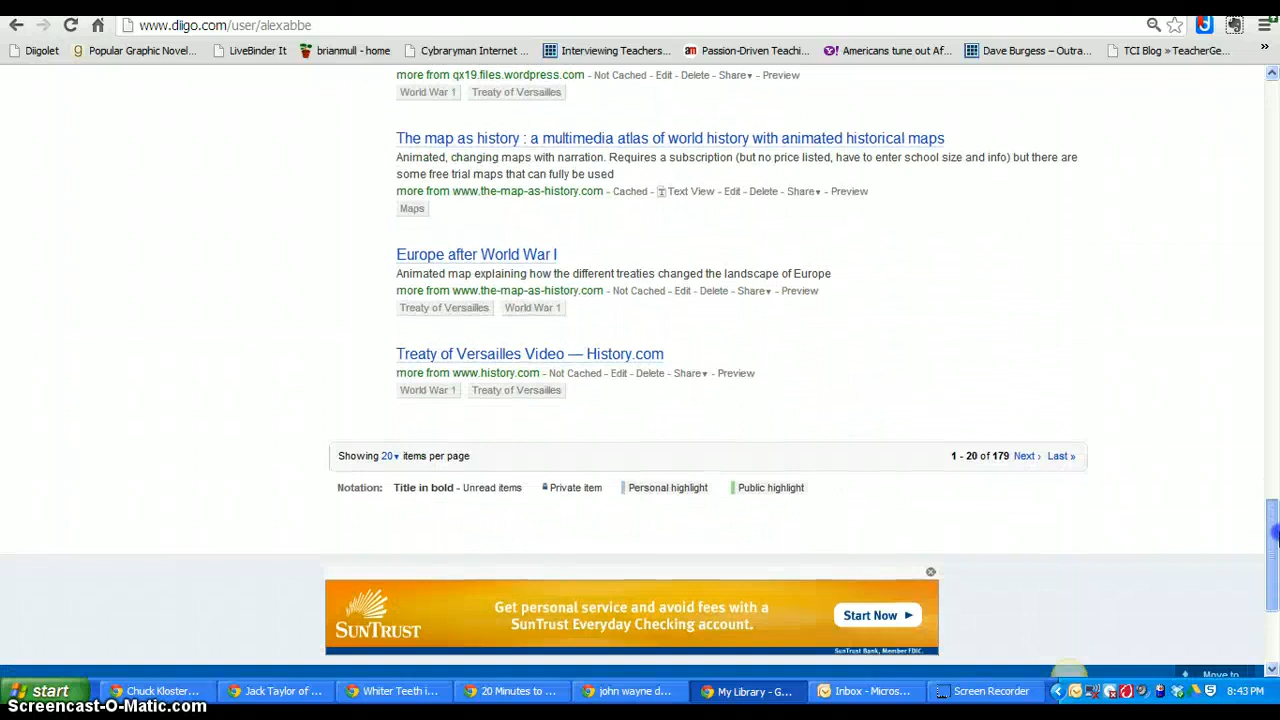 www.diigo.com/user/alexabbe
Diigolet
Popular Graphic Novel...
LiveBinder It
brianmull - home
Cybraryman Internet ...
Interviewing Teachers...
Passion-Driven Teachi...
Americans tune out Af...
Dave Burgess – Outra...
TCI Blog » TeacherGe...
»
more from qx19.files.wordpress.com - Not Cached - Edit - Delete - Share▾ - Preview
World War 1 Treaty of Versailles
The map as history : a multimedia atlas of world history with animated historical maps
Animated, changing maps with narration. Requires a subscription (but no price listed, have to enter school size and info) but there are
some free trial maps that can fully be used
more from www.the-map-as-history.com - Cached - Text View - Edit - Delete - Share▾ - Preview
Maps
Europe after World War I
Animated map explaining how the different treaties changed the landscape of Europe
more from www.the-map-as-history.com - Not Cached - Edit - Delete - Share▾ - Preview
Treaty of Versailles World War 1
Treaty of Versailles Video — History.com
more from www.history.com - Not Cached - Edit - Delete - Share▾ - Preview
World War 1 Treaty of Versailles
Showing 20▾ items per page 1 - 20 of 179 Next › Last »
Notation: Title in bold - Unread items Private item Personal highlight Public highlight
Get personal service and avoid fees with a
SunTrust Everyday Checking account.
SUNTRUST
Start Now ▶
SunTrust Bank, Member FDIC.
Move to
start
Chuck Kloster...
Jack Taylor of ...
Whiter Teeth i...
20 Minutes to ...
john wayne d...
My Library - G...
Inbox - Micros...
Screen Recorder
8:43 PM
Screencast-O-Matic.com